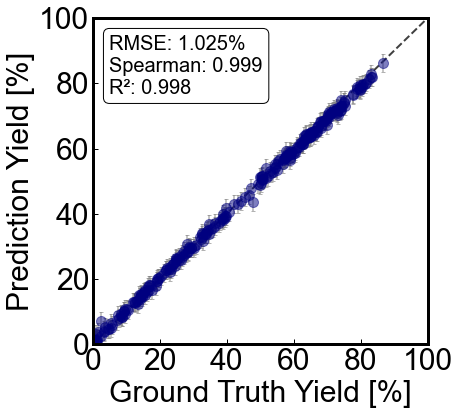 100
80
60
40
20
0
Prediction Yield [%]
RMSE: 1.025%
Spearman: 0.999
R²: 0.998
0 20 40 60 80 100
Ground Truth Yield [%]